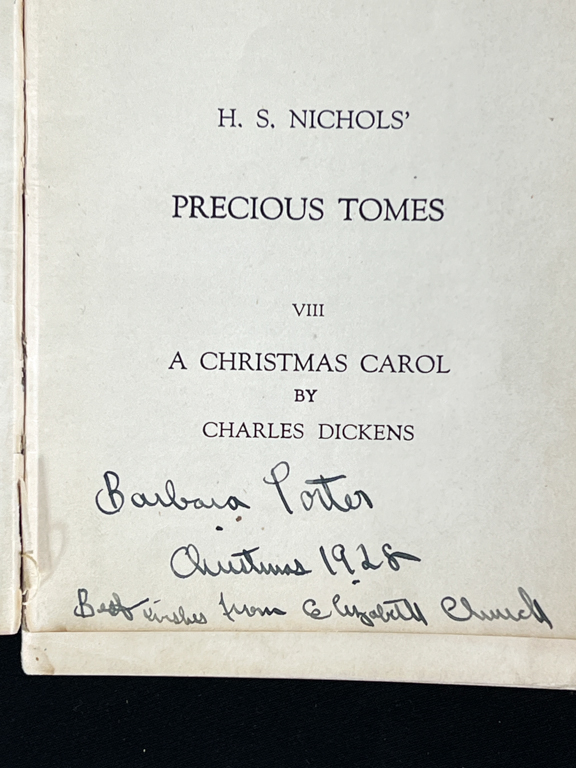 H. S. NICHOLS'
PRECIOUS TOMES
VIII
A CHRISTMAS CAROL
BY
CHARLES DICKENS
Barbara Porter
Christmas 1928
Best wishes from Elizabeth Church